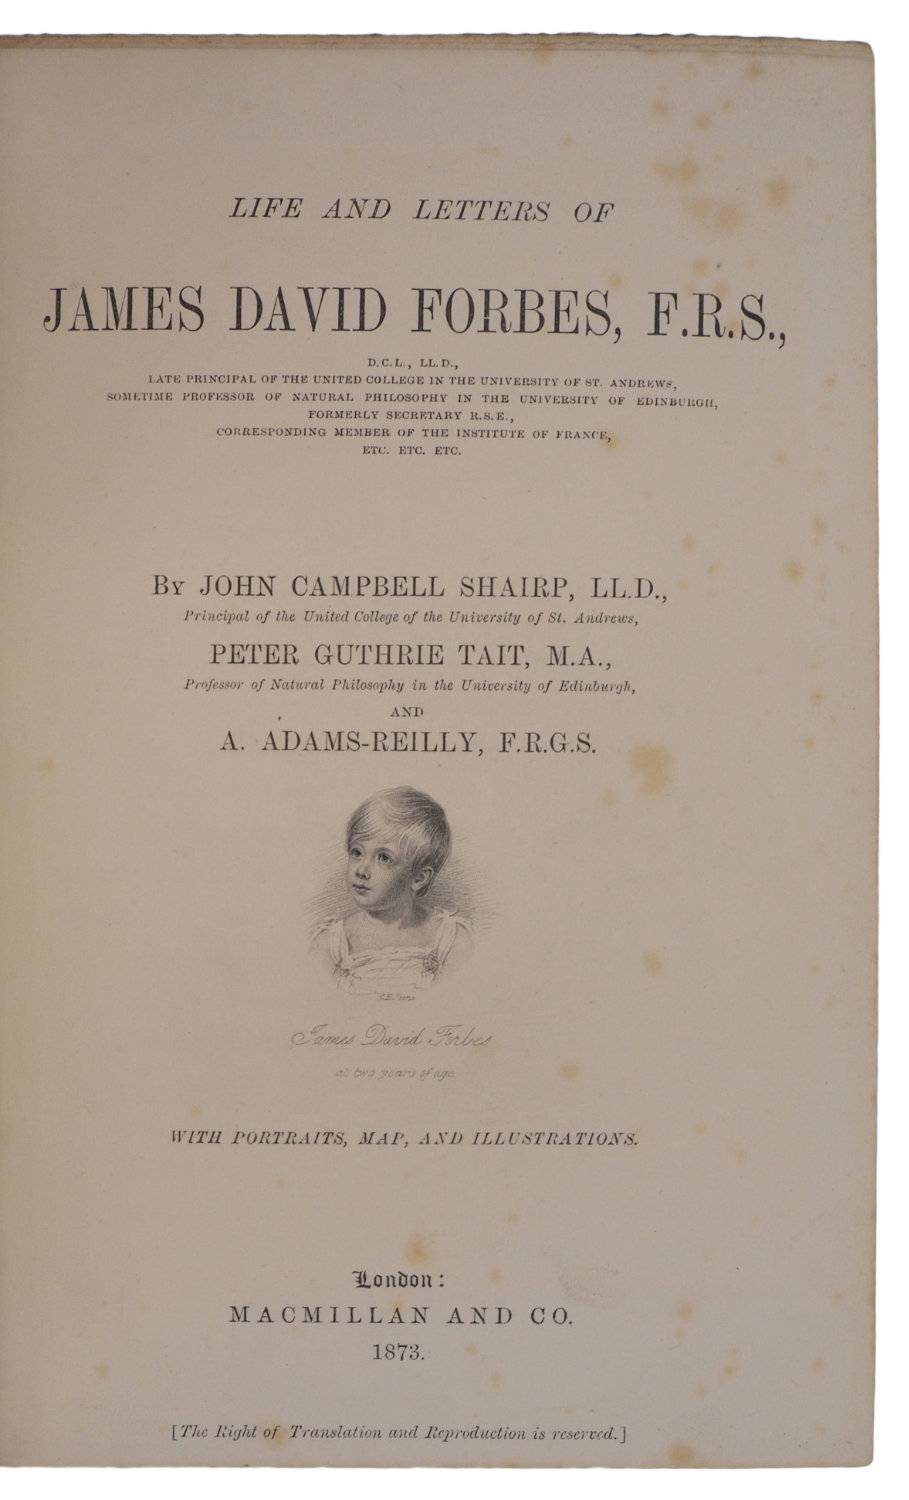 LIFE AND LETTERS OF
JAMES DAVID FORBES, F.R.S.,
D.C.L., LL.D.,
LATE PRINCIPAL OF THE UNITED COLLEGE IN THE UNIVERSITY OF ST. ANDREWS,
SOMETIME PROFESSOR OF NATURAL PHILOSOPHY IN THE UNIVERSITY OF EDINBURGH,
FORMERLY SECRETARY R.S.E.,
CORRESPONDING MEMBER OF THE INSTITUTE OF FRANCE,
ETC. ETC. ETC.
By JOHN CAMPBELL SHAIRP, LL.D.,
Principal of the United College of the University of St. Andrews,
PETER GUTHRIE TAIT, M.A.,
Professor of Natural Philosophy in the University of Edinburgh,
AND
A. ADAMS-REILLY, F.R.G.S.
James David Forbes
at two years of age
WITH PORTRAITS, MAP, AND ILLUSTRATIONS.
London:
MACMILLAN AND CO.
1873.
[The Right of Translation and Reproduction is reserved.]